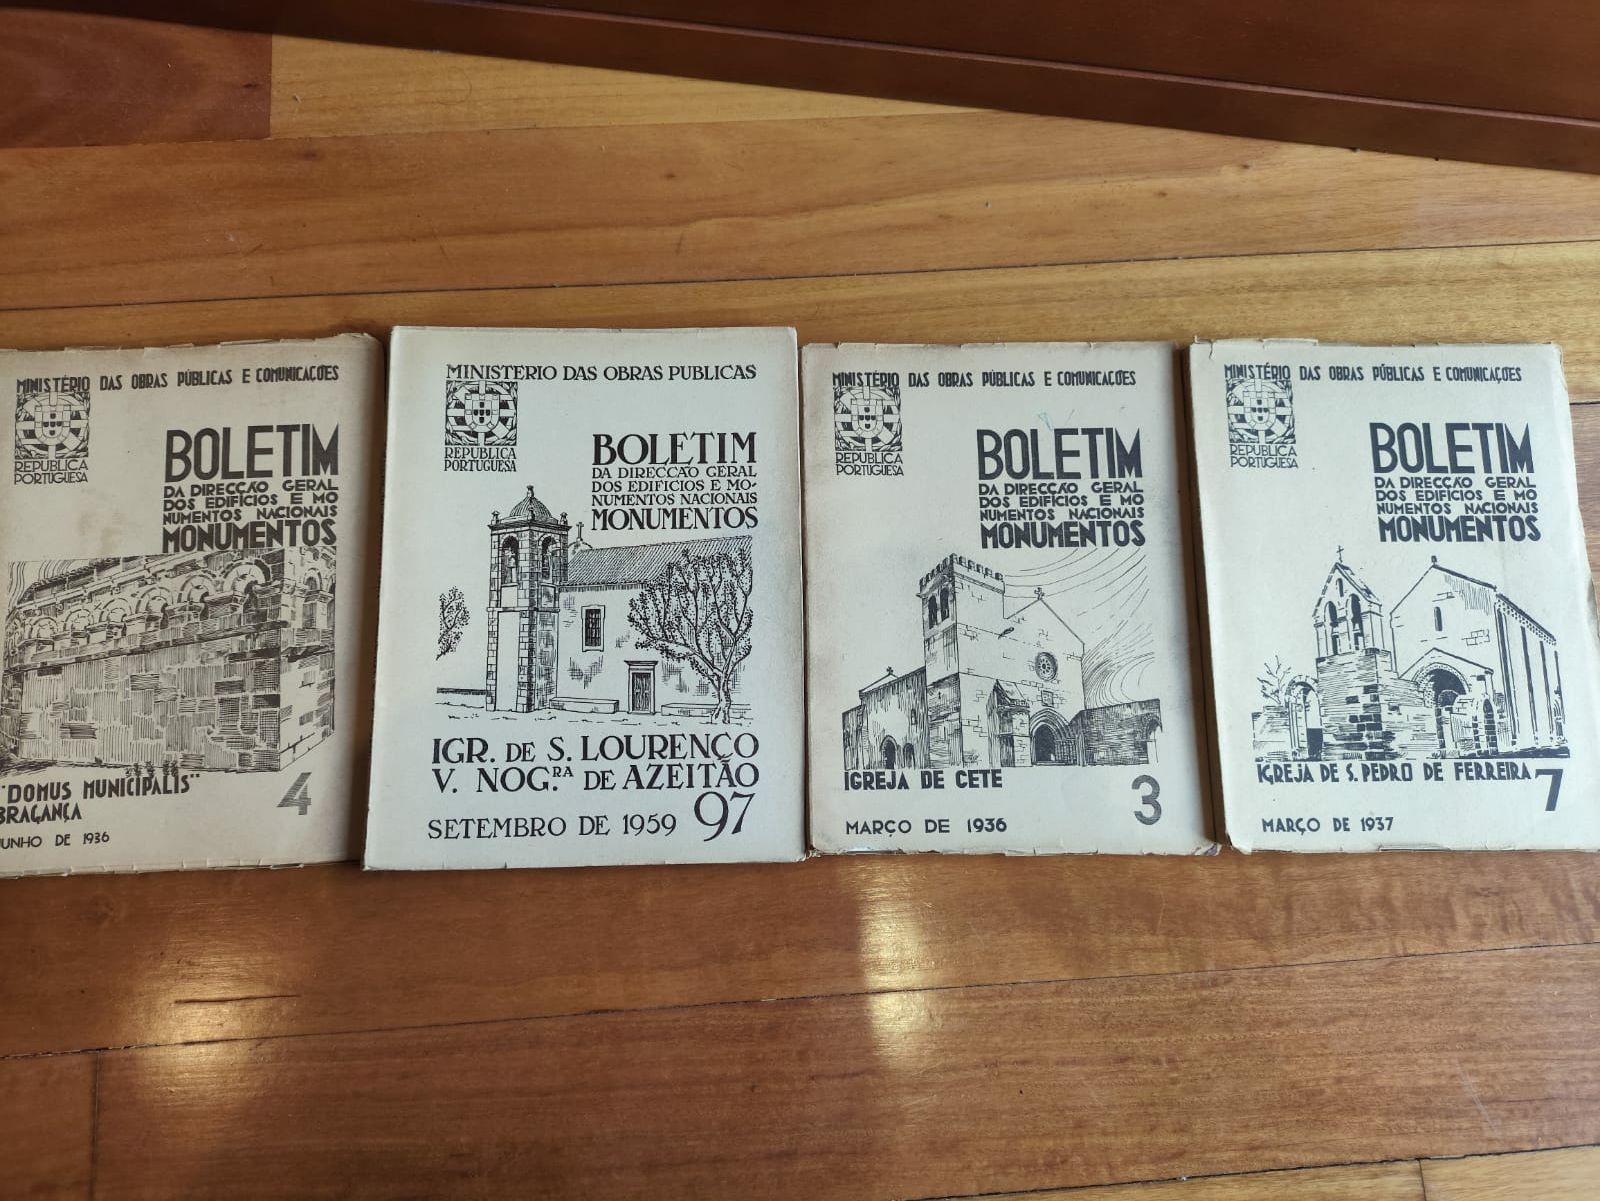 MINISTÉRIO DAS OBRAS PÚBLICAS E COMUNICAÇÕES
REPUBLICA
PORTUGUESA
BOLETIM
DA DIRECÇÃO GERAL
DOS EDIFÍCIOS E MO
NUMENTOS NACIONAIS
MONUMENTOS
"DOMUS MUNICIPALIS"
BRAGANÇA
4
JUNHO DE 1936
MINISTERIO DAS OBRAS PUBLICAS
REPUBLICA
PORTUGUESA
BOLETIM
DA DIRECÇÃO GERAL
DOS EDIFICIOS E MO-
NUMENTOS NACIONAIS
MONUMENTOS
IGR. DE S. LOURENÇO
V. NOG.RA DE AZEITÃO
SETEMBRO DE 1959 97
MINISTÉRIO DAS OBRAS PÚBLICAS E COMUNICAÇÕES
REPUBLICA
PORTUGUESA
BOLETIM
DA DIRECÇÃO GERAL
DOS EDIFÍCIOS E MO
NUMENTOS NACIONAIS
MONUMENTOS
IGREJA DE CETE
3
MARÇO DE 1936
MINISTÉRIO DAS OBRAS PÚBLICAS E COMUNICAÇÕES
REPUBLICA
PORTUGUESA
BOLETIM
DA DIRECÇÃO GERAL
DOS EDIFÍCIOS E MO
NUMENTOS NACIONAIS
MONUMENTOS
IGREJA DE S. PEDRO DE FERREIRA 7
MARÇO DE 1937